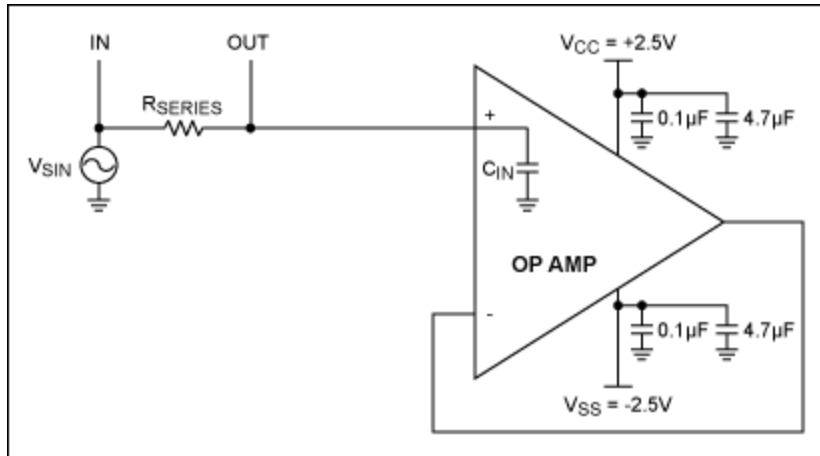 IN
OUT
VCC = +2.5V
RSERIES
0.1µF
4.7µF
+
VSIN
CIN
OP AMP
-
0.1µF
4.7µF
VSS = -2.5V